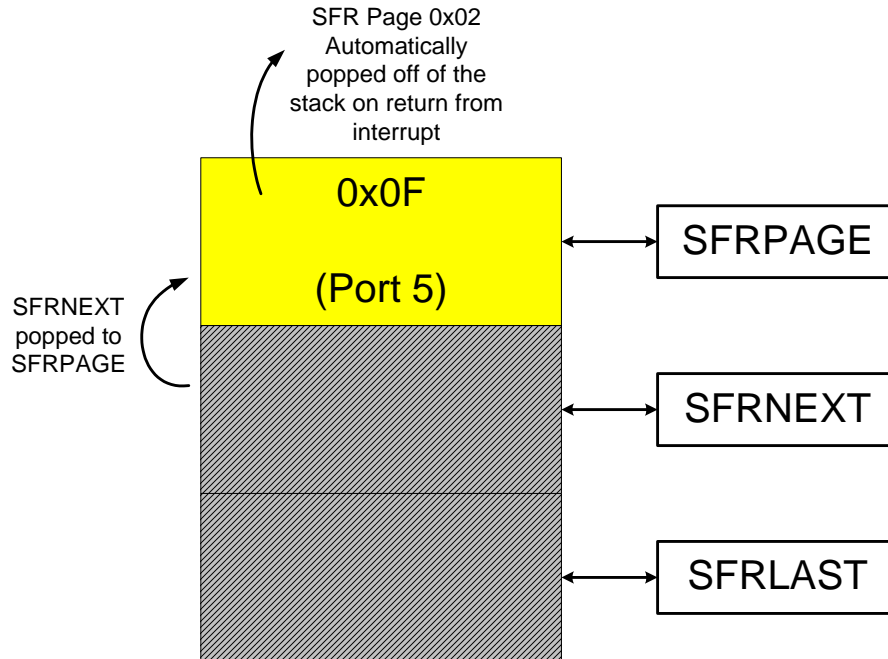 SFR Page 0x02
Automatically
popped off of the
stack on return from
interrupt
0x0F
(Port 5)
SFRPAGE
SFRNEXT
popped to
SFRPAGE
SFRNEXT
SFRLAST